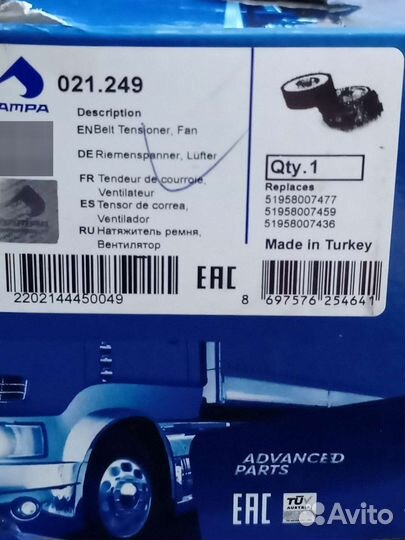 021.249
AMPA
Description
EN Belt Tensioner, Fan
DE Riemenspanner, Lüfter
FR Tendeur de courroie,
Ventilateur
ES Tensor de correa,
Ventilador
RU Натяжитель ремня,
Вентилятор
Qty.1
Replaces
51958007477
51958007459
51958007436
Made in Turkey
EAC
2202144450049
8 697576 254641
ADVANCED
PARTS
EAC
TÜV
AUSTRIA
Avito